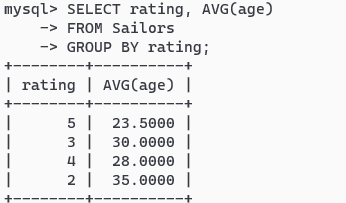 mysql> SELECT rating, AVG(age)
    -> FROM Sailors
    -> GROUP BY rating;
+--------+----------+
| rating | AVG(age) |
+--------+----------+
|      5 |  23.5000 |
|      3 |  30.0000 |
|      4 |  28.0000 |
|      2 |  35.0000 |
+--------+----------+